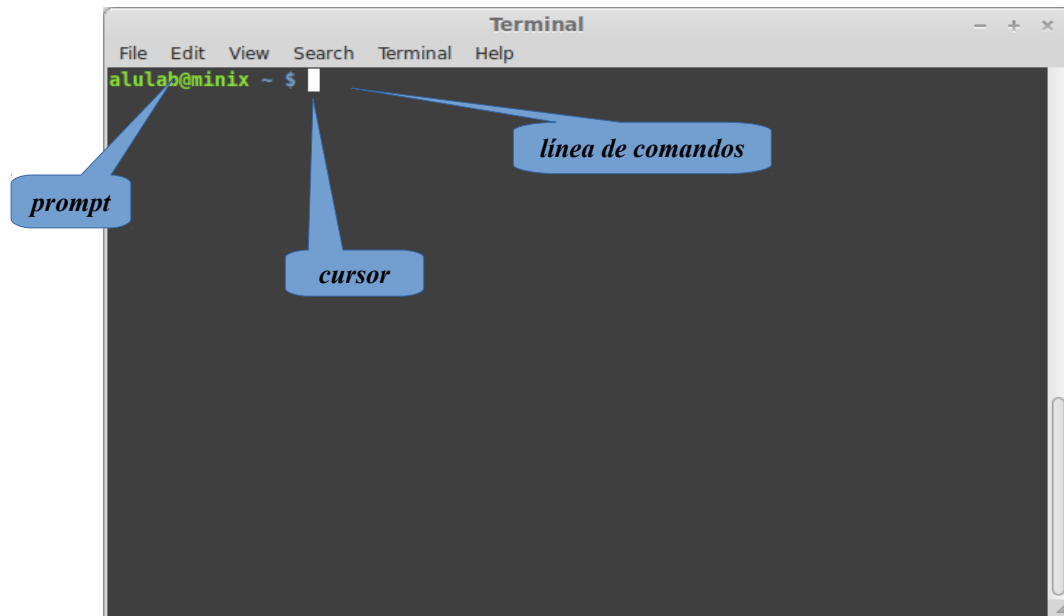 Terminal
File Edit View Search Terminal Help
alulab@minix ~ $
línea de comandos
prompt
cursor